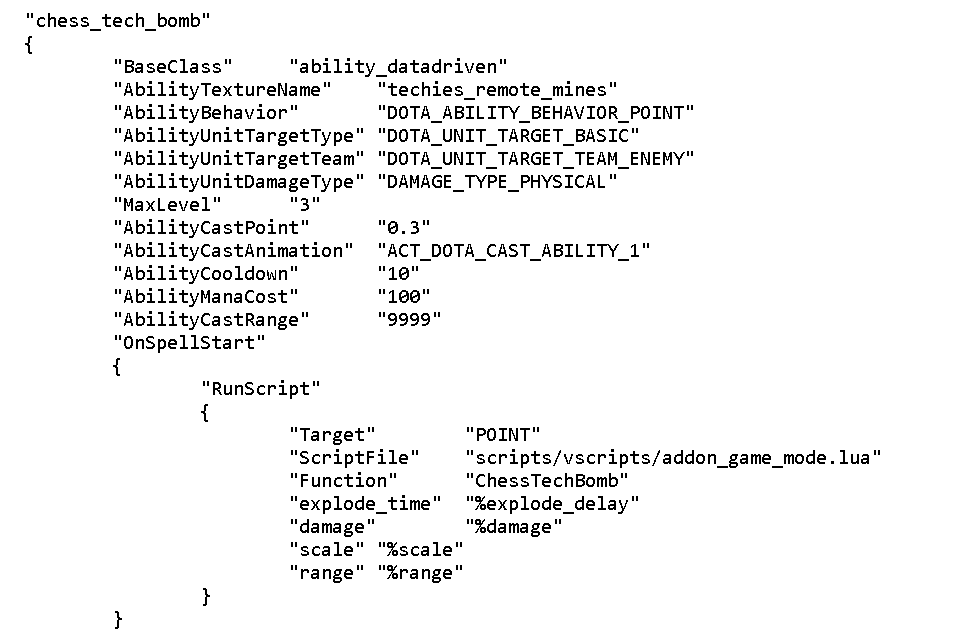 "chess_tech_bomb"
{
"BaseClass" "ability_datadriven"
"AbilityTextureName" "techies_remote_mines"
"AbilityBehavior" "DOTA_ABILITY_BEHAVIOR_POINT"
"AbilityUnitTargetType" "DOTA_UNIT_TARGET_BASIC"
"AbilityUnitTargetTeam" "DOTA_UNIT_TARGET_TEAM_ENEMY"
"AbilityUnitDamageType" "DAMAGE_TYPE_PHYSICAL"
"MaxLevel" "3"
"AbilityCastPoint" "0.3"
"AbilityCastAnimation" "ACT_DOTA_CAST_ABILITY_1"
"AbilityCooldown" "10"
"AbilityManaCost" "100"
"AbilityCastRange" "9999"
"OnSpellStart"
{
"RunScript"
{
"Target" "POINT"
"ScriptFile" "scripts/vscripts/addon_game_mode.lua"
"Function" "ChessTechBomb"
"explode_time" "%explode_delay"
"damage" "%damage"
"scale" "%scale"
"range" "%range"
}
}